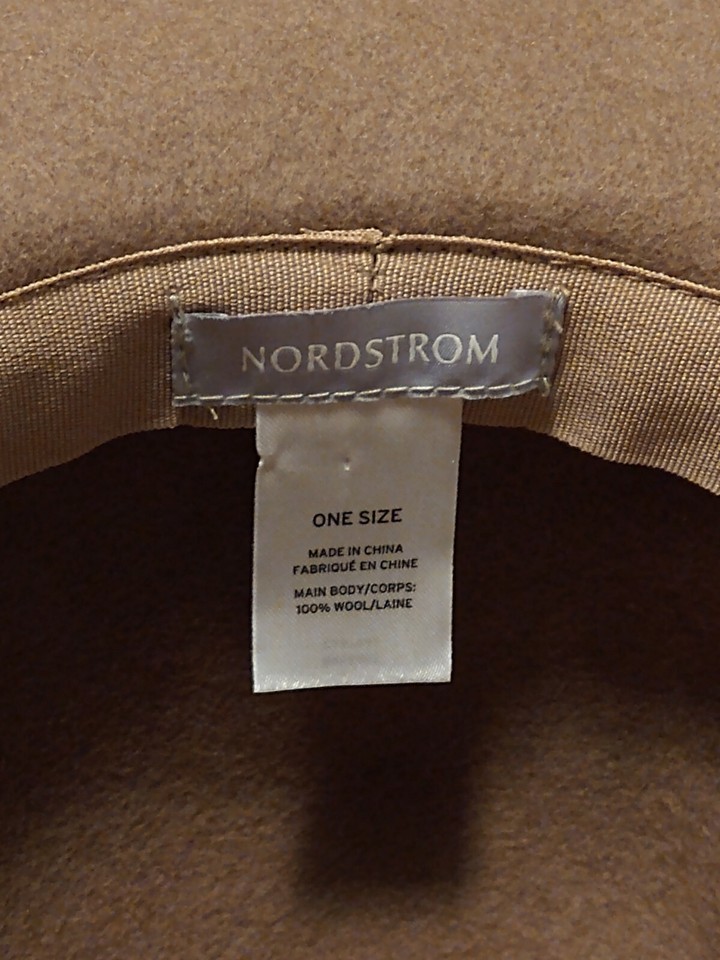 NORDSTROM
ONE SIZE
MADE IN CHINA
FABRIQUÉ EN CHINE
MAIN BODY/CORPS:
100% WOOL/LAINE